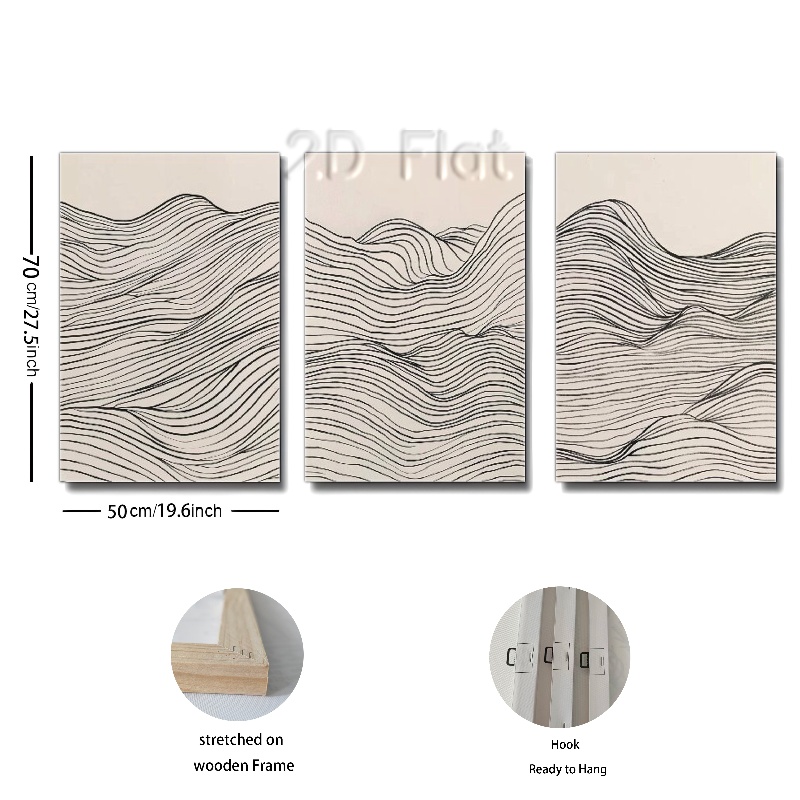 2D Flat
70 cm/27.5inch
50cm/19.6inch
stretched on
wooden Frame
Hook
Ready to Hang